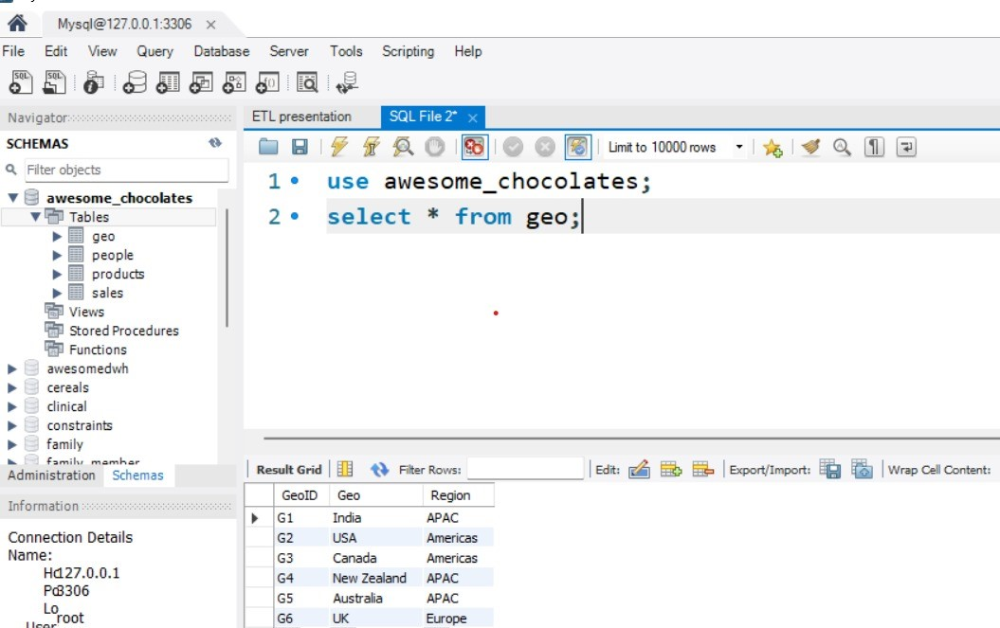 Mysql@127.0.0.1:3306
File Edit View Query Database Server Tools Scripting Help
Navigator
SCHEMAS
Filter objects
awesome_chocolates
Tables
geo
people
products
sales
Views
Stored Procedures
Functions
awesomedwh
cereals
clinical
constraints
family
family_member
Administration Schemas
Information
Connection Details
Name:
127.0.0.1
3306
Lo
root
User
ETL presentation SQL File 2*
Limit to 10000 rows
1 use awesome_chocolates;
2 select * from geo;
Result Grid Filter Rows: Edit: Export/Import: Wrap Cell Content:
GeoID Geo Region
G1 India APAC
G2 USA Americas
G3 Canada Americas
G4 New Zealand APAC
G5 Australia APAC
G6 UK Europe